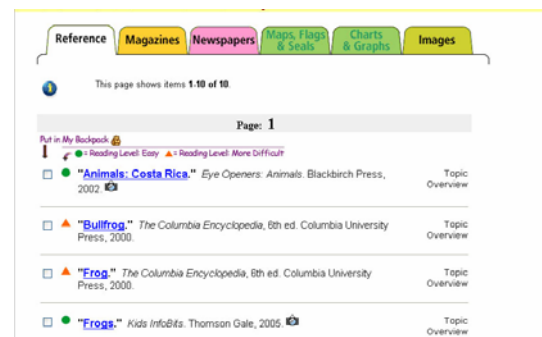 Reference
Magazines
Newspapers
Maps, Flags
& Seals
Charts
& Graphs
Images
This page shows items 1-10 of 10.
Page: 1
Put in My Backpack
= Reading Level: Easy = Reading Level: More Difficult
"Animals: Costa Rica." Eye Openers: Animals. Blackbirch Press,
2002.
Topic
Overview
"Bullfrog." The Columbia Encyclopedia, 6th ed. Columbia University
Press, 2000.
Topic
Overview
"Frog." The Columbia Encyclopedia, 6th ed. Columbia University
Press, 2000.
Topic
Overview
"Frogs." Kids InfoBits. Thomson Gale, 2005.
Topic
Overview